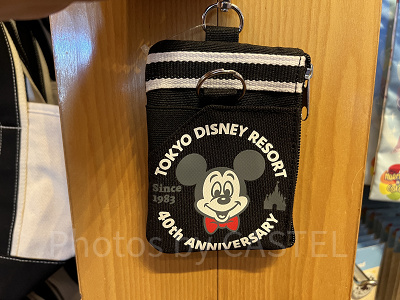 TOKYO DISNEY RESORT
Since
1983
40th ANNIVERSARY
Photos by CASTEL